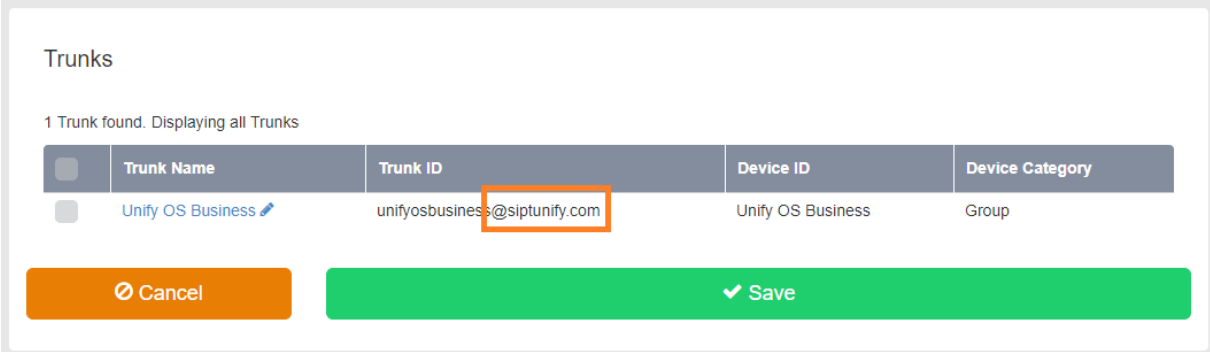 Trunks
1 Trunk found. Displaying all Trunks
Trunk Name Trunk ID Device ID Device Category
Unify OS Business unifyosbusiness@siptunify.com Unify OS Business Group
Cancel Save